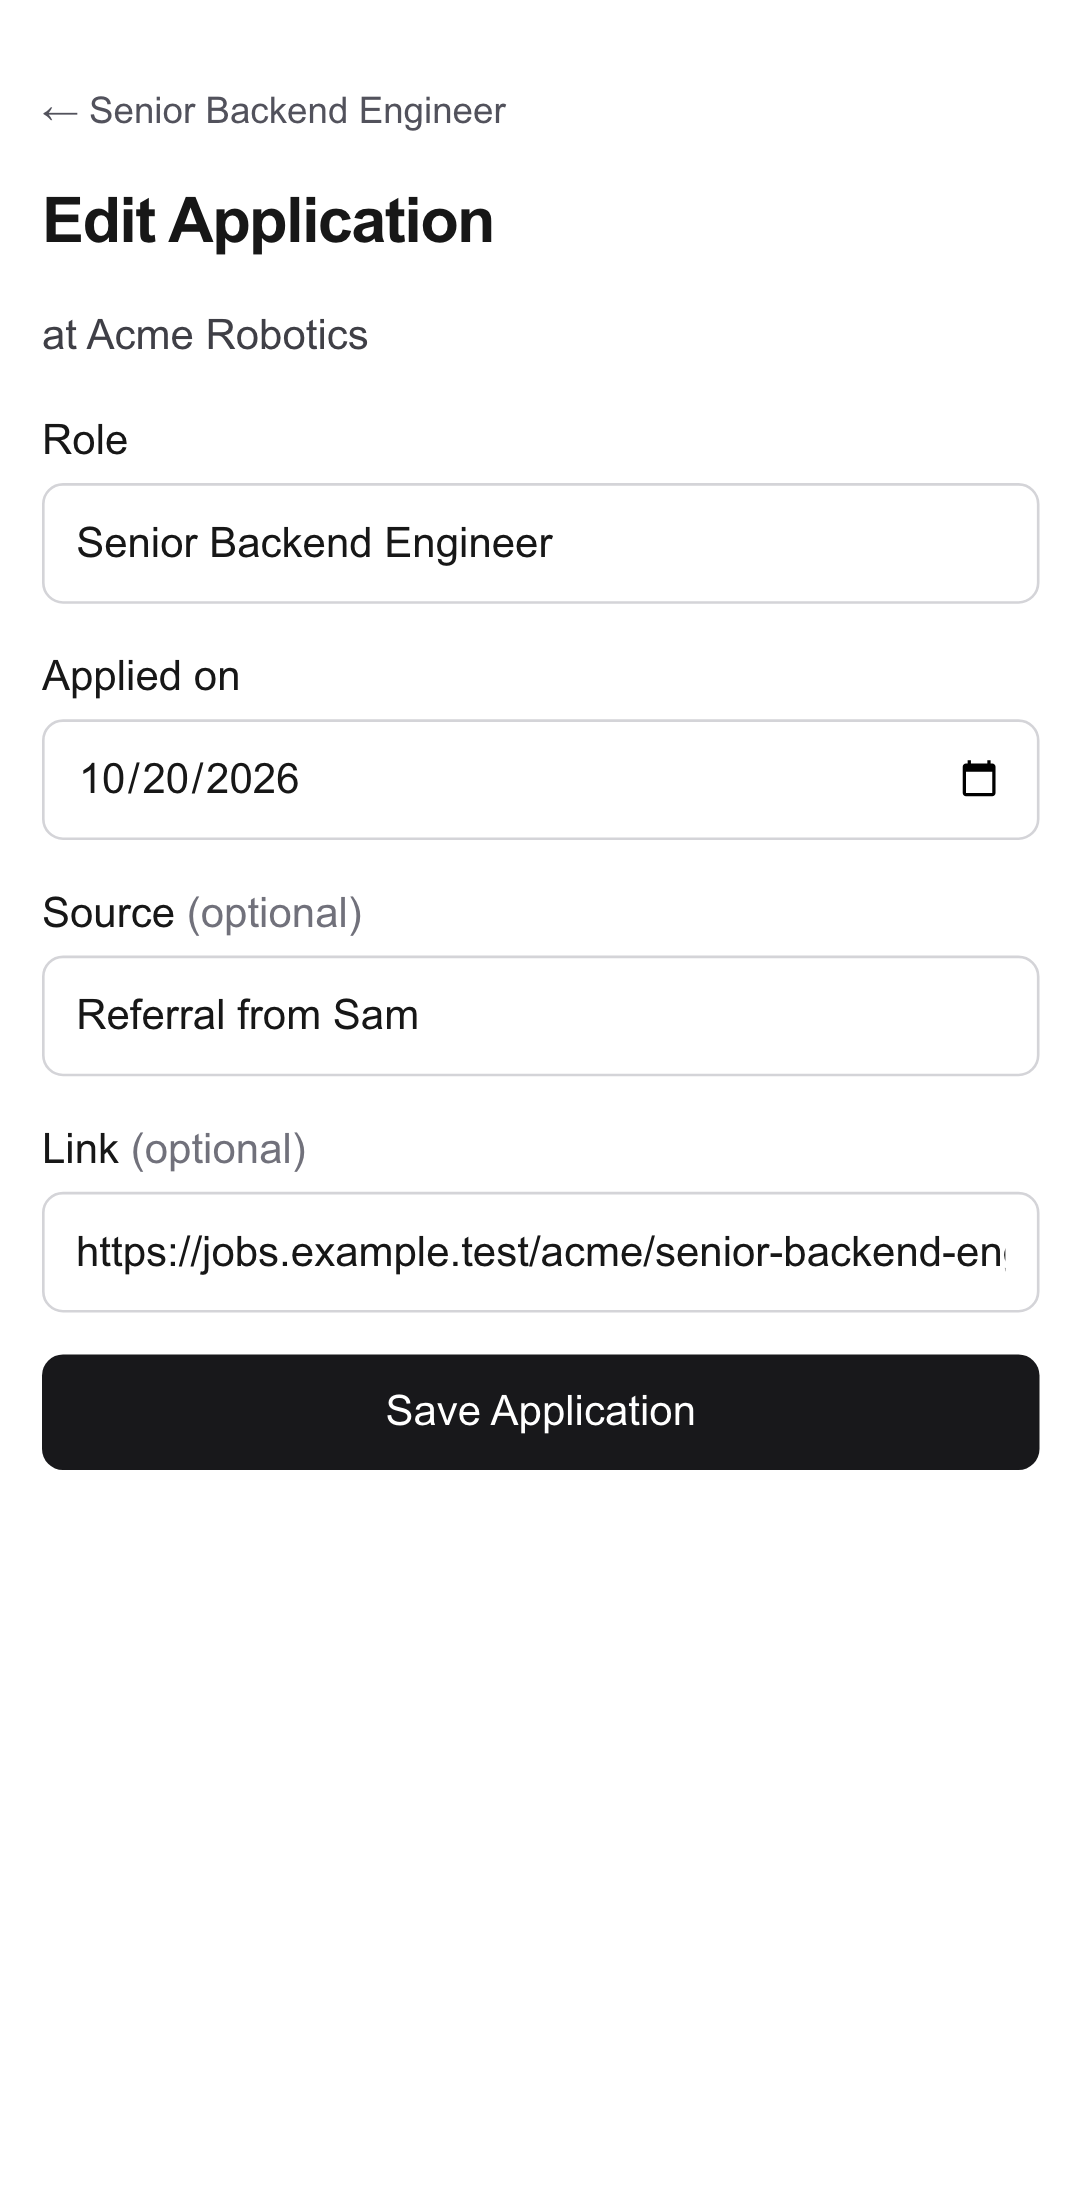 ← Senior Backend Engineer
Edit Application
at Acme Robotics
Role
Senior Backend Engineer
Applied on
10/20/2026
Source (optional)
Referral from Sam
Link (optional)
https://jobs.example.test/acme/senior-backend-en
Save Application